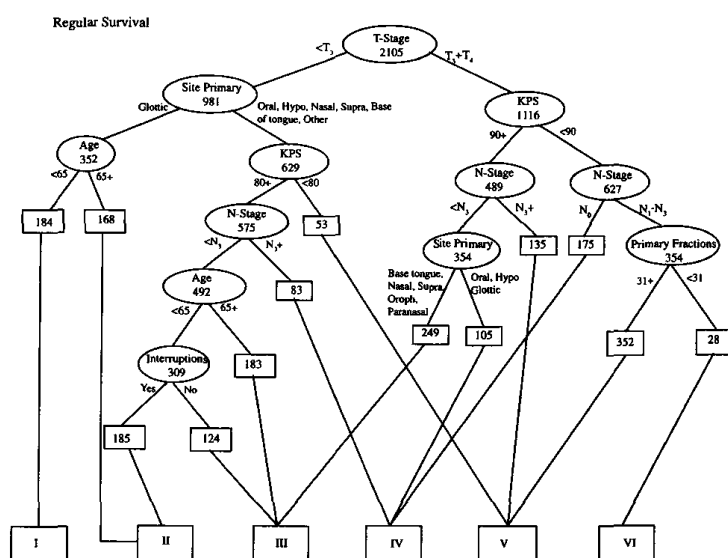 Regular Survival
T-Stage
2105
<T₃
T₃+T₄
Site Primary
981
KPS
1116
Glottic
Oral, Hypo, Nasal, Supra, Base
of tongue, Other
90+
<90
Age
352
KPS
629
N-Stage
489
N-Stage
627
<65
65+
80+
<80
<N₃
N₃+
N₀
N₁-N₃
184
168
N-Stage
575
53
Site Primary
354
135
175
Primary Fractions
354
<N₃
N₃+
Base tongue,
Nasal, Supra,
Oroph,
Paranasal
Oral, Hypo
Glottic
31+
<31
Age
492
83
<65
65+
249
105
352
28
Interruptions
309
183
Yes
No
185
124
I
II
III
IV
V
VI